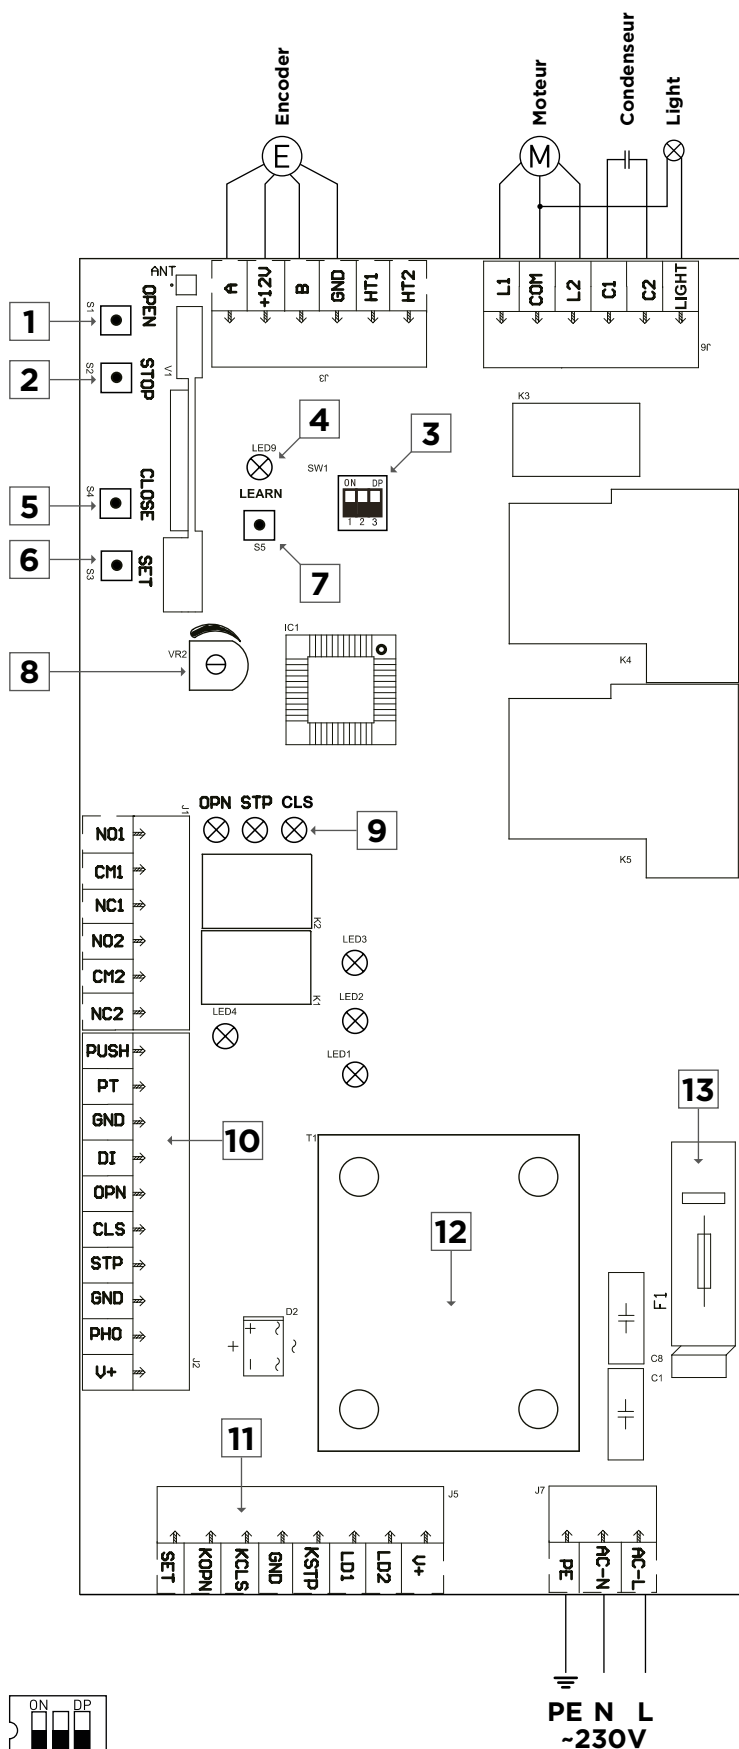 Encoder
Moteur
Condenseur
Light
E
M
ANT
A
+12V
B
GND
HT1
HT2
J3
L1
COM
L2
C1
C2
LIGHT
J6
1
S1
OPEN
2
S2
STOP
V1
5
S4
CLOSE
6
S3
SET
4
LED9
LEARN
S5
7
3
SW1
ON DP
1 2 3
K3
K4
K5
8
VR2
IC1
OPN STP CLS
9
J1
NO1
CM1
NC1
NO2
CM2
NC2
K2
K1
LED3
LED2
LED1
LED4
PUSH
PT
GND
DI
OPN
CLS
STP
GND
PHO
V+
J2
10
T1
12
13
F1
C8
C1
D2
+ + ~ ~
− ~
11
J5
SET
KOPN
KCLS
GND
KSTP
LD1
LD2
V+
J7
PE
AC-N
AC-L
PE N L
~230V
ON DP